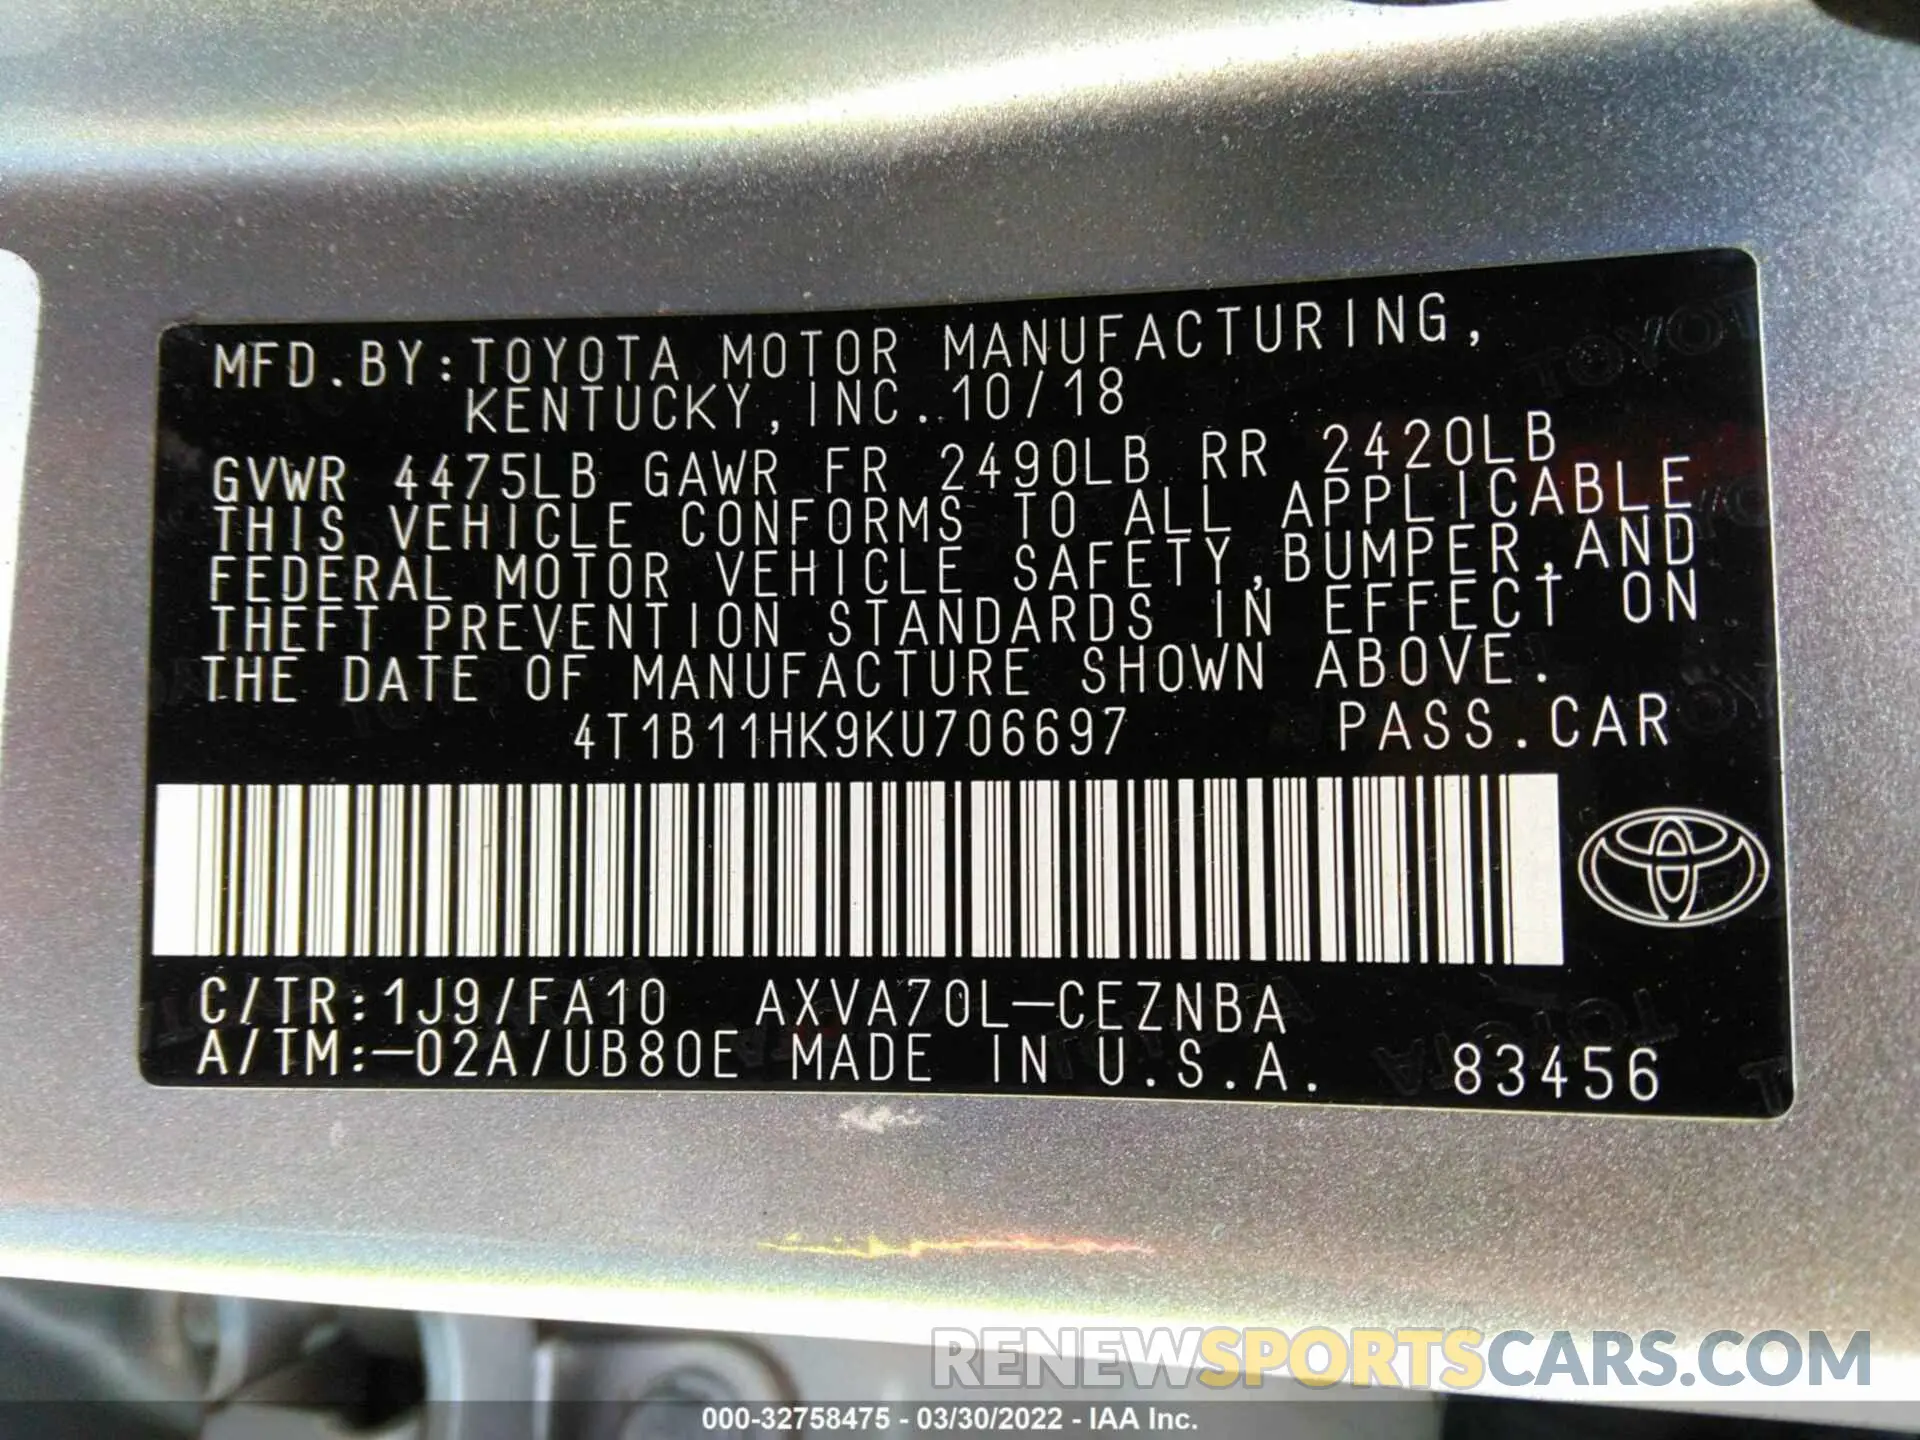 MFD.BY:TOYOTA MOTOR MANUFACTURING,
KENTUCKY,INC.10/18
GVWR 4475LB GAWR FR 2490LB RR 2420LB
THIS VEHICLE CONFORMS TO ALL APPLICABLE
FEDERAL MOTOR VEHICLE SAFETY,BUMPER,AND
THEFT PREVENTION STANDARDS IN EFFECT ON
THE DATE OF MANUFACTURE SHOWN ABOVE.
4T1B11HK9KU706697 PASS.CAR
C/TR:1J9/FA10 AXVA70L-CEZNBA
A/TM:-02A/UB80E MADE IN U.S.A. 83456
RENEWSPORTSCARS.COM
000-32758475 - 03/30/2022 - IAA Inc.